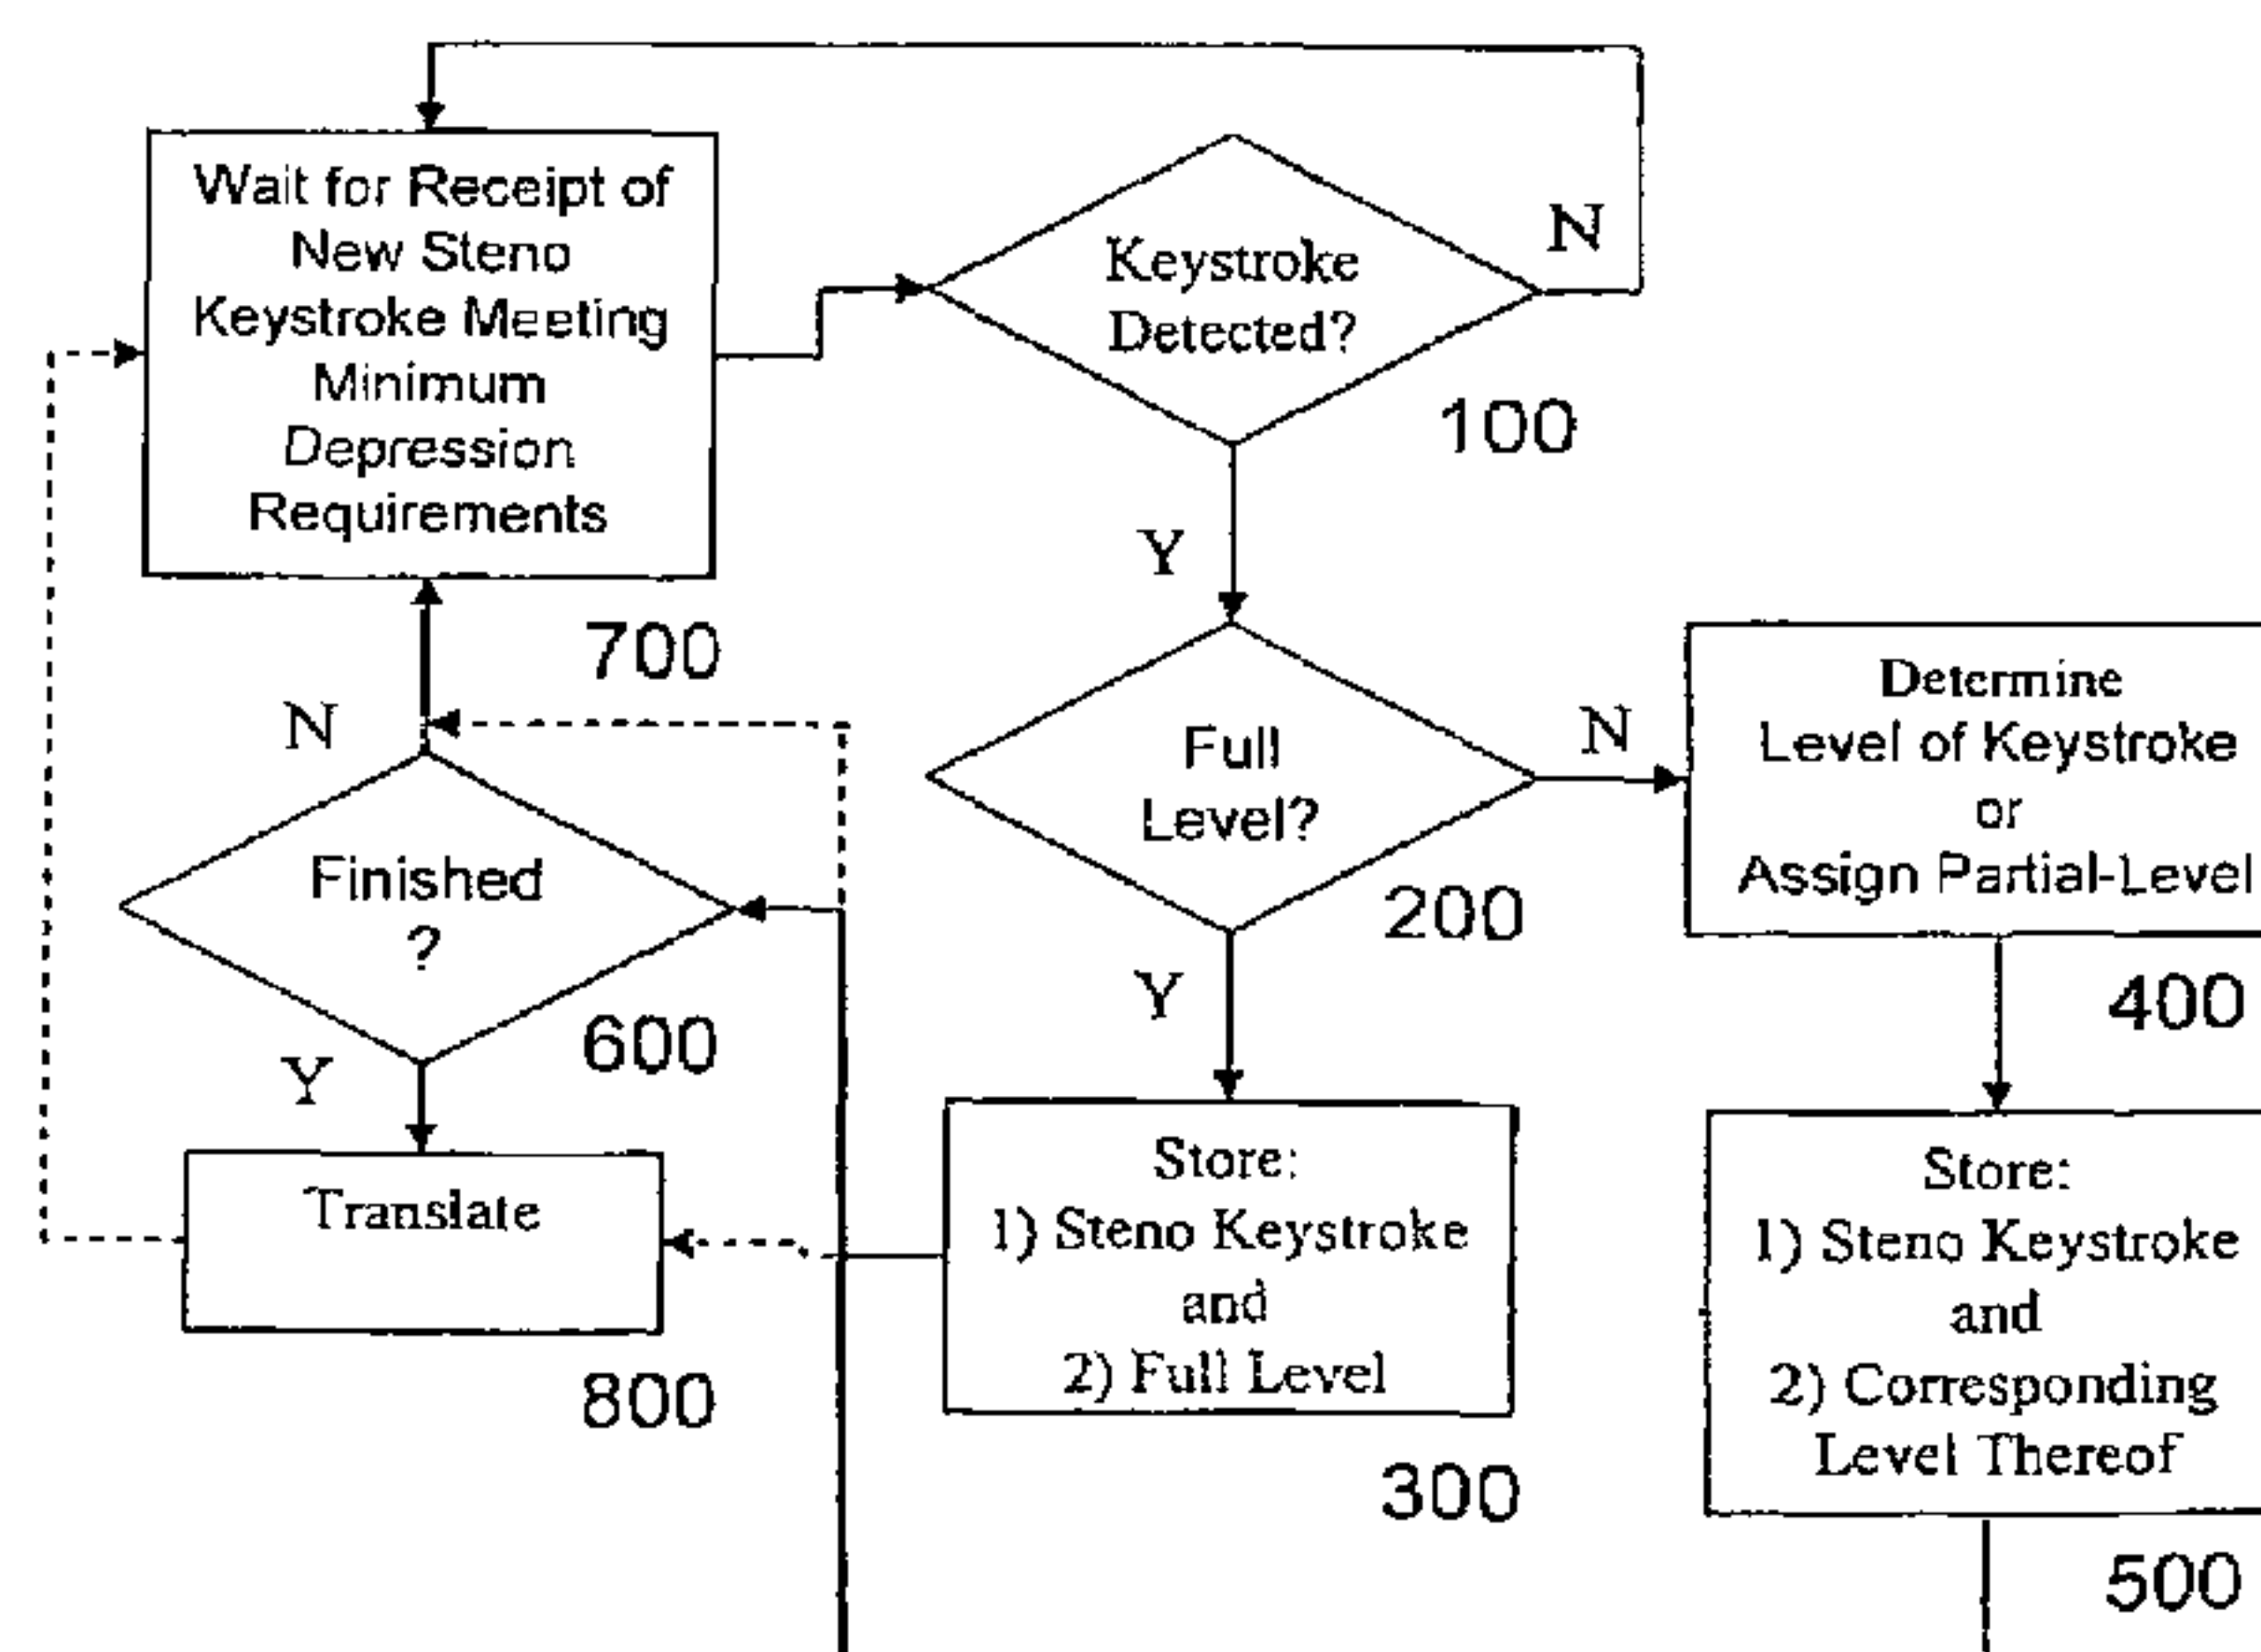 Wait for Receipt of
New Steno
Keystroke Meeting
Minimum
Depression
Requirements
700
Keystroke
Detected?
N
100
Y
Full
Level?
N
200
Y
Determine
Level of Keystroke
or
Assign Partial-Level
400
N
Finished
?
600
Y
Translate
800
Store:
1) Steno Keystroke
and
2) Full Level
300
Store:
1) Steno Keystroke
and
2) Corresponding
Level Thereof
500